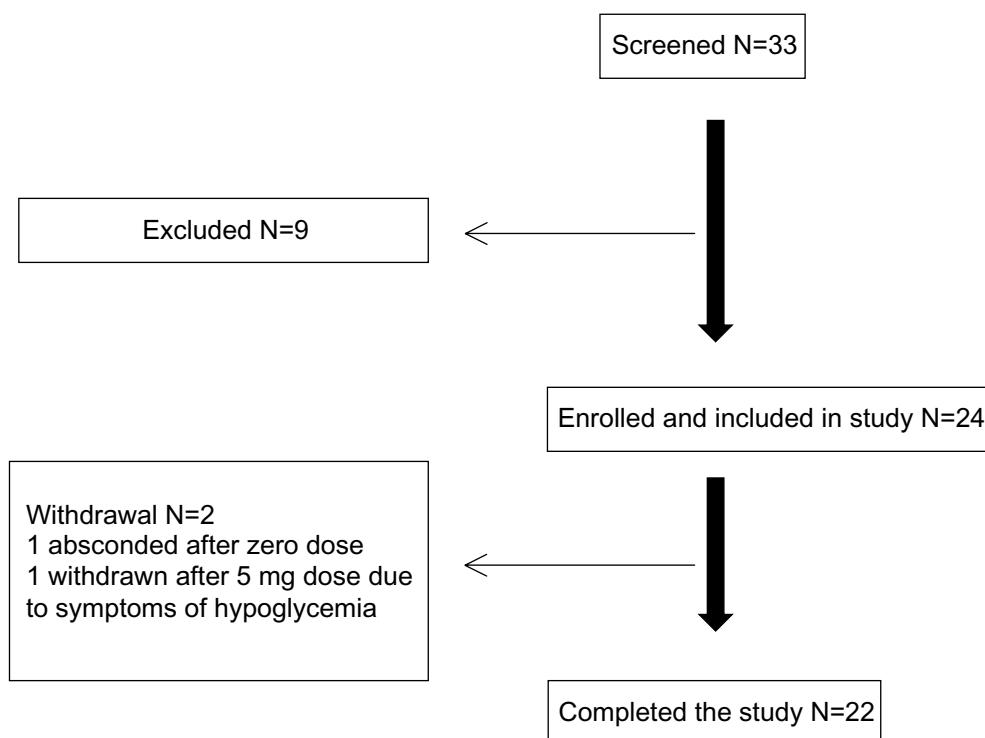 Screened N=33
Excluded N=9
Enrolled and included in study N=24
Withdrawal N=2
1 absconded after zero dose
1 withdrawn after 5 mg dose due
to symptoms of hypoglycemia
Completed the study N=22